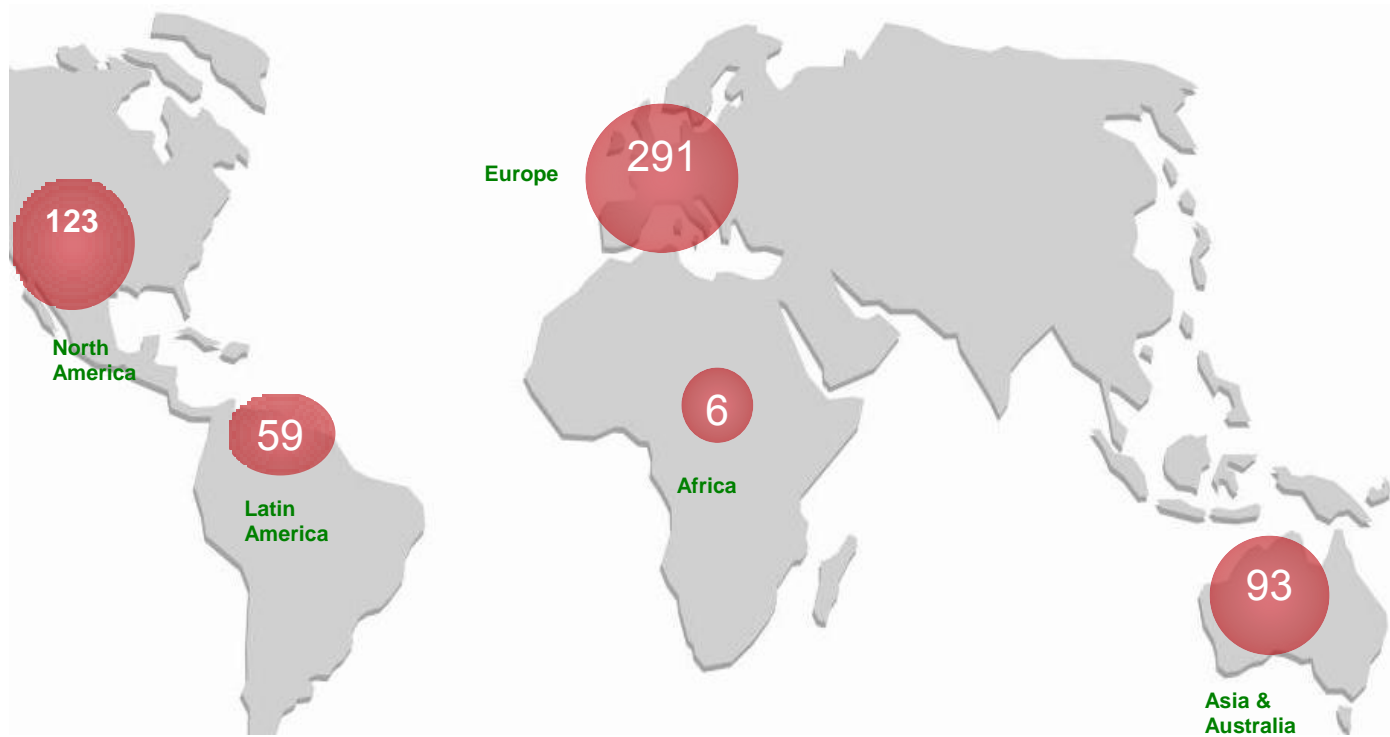 291
Europe
123
North
America
59
Latin
America
6
Africa
93
Asia &
Australia